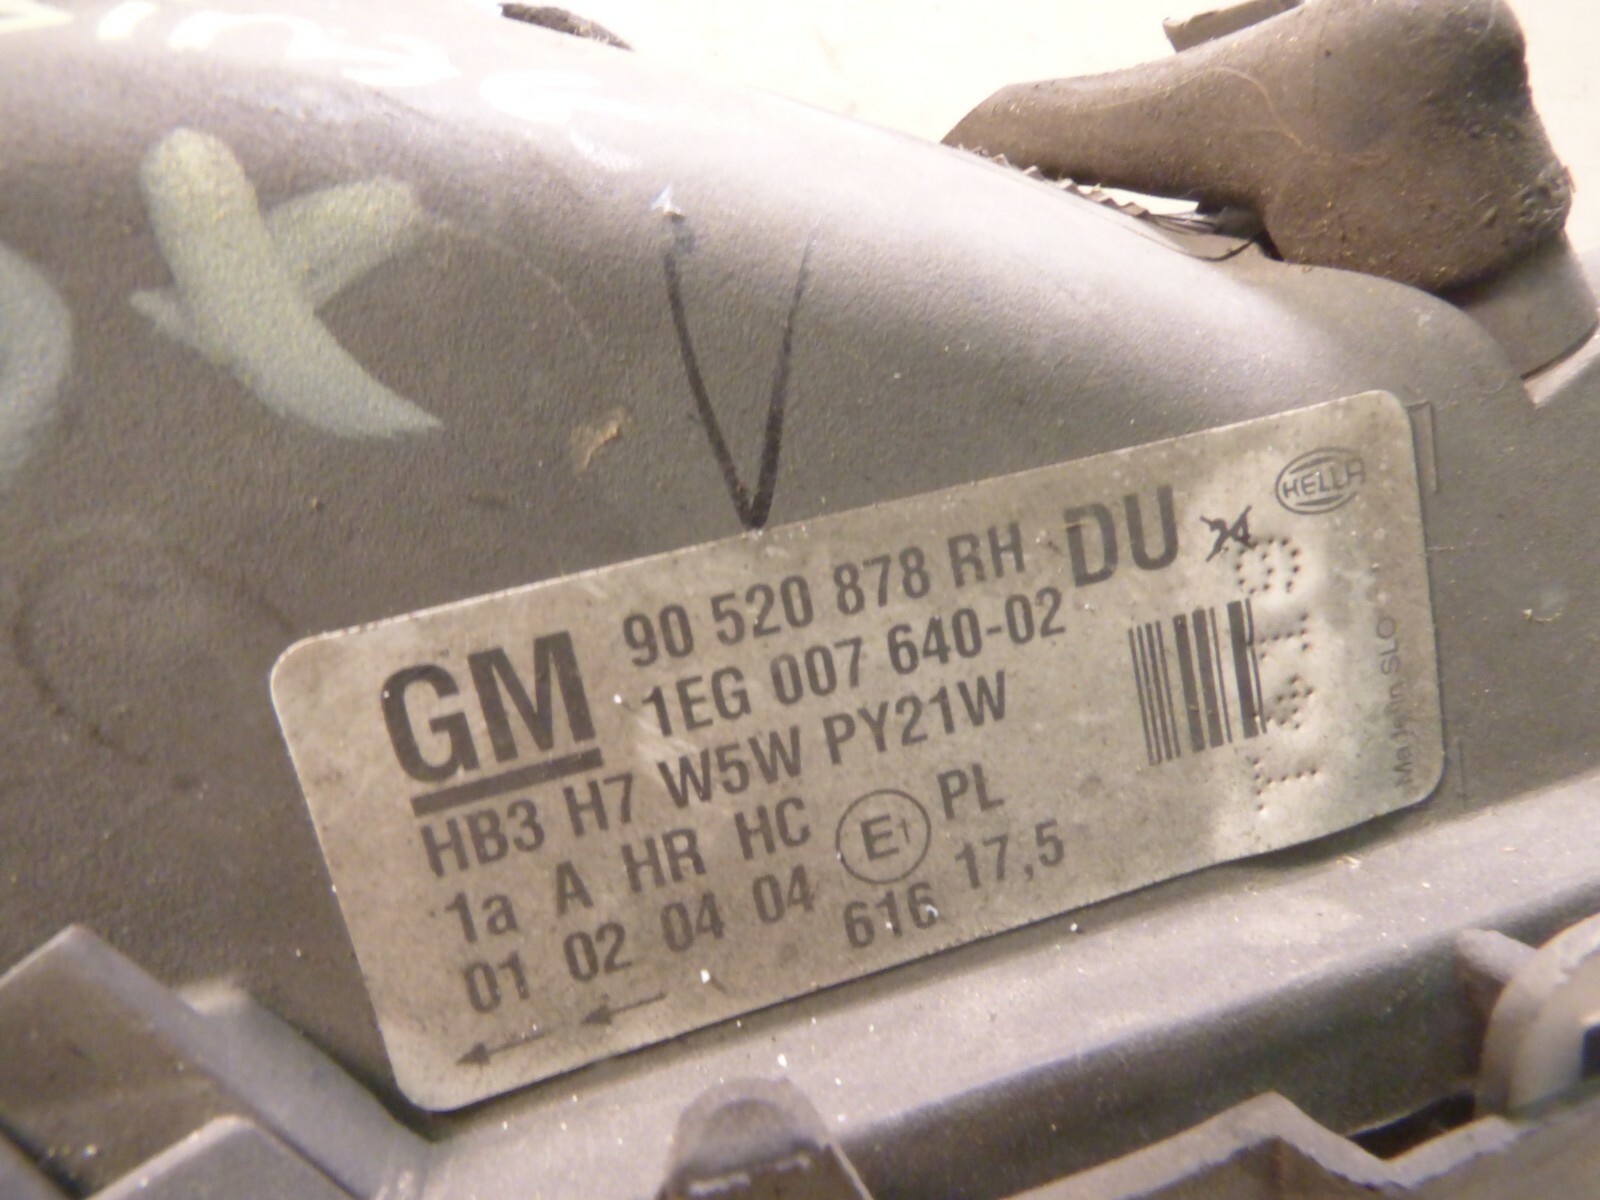 V
HELLA
GM 90 520 878 RH DU
1EG 007 640-02
HB3 H7 W5W PY21W
1a A HR HC E1 PL
01 02 04 04 616 17,5
Made in SLO